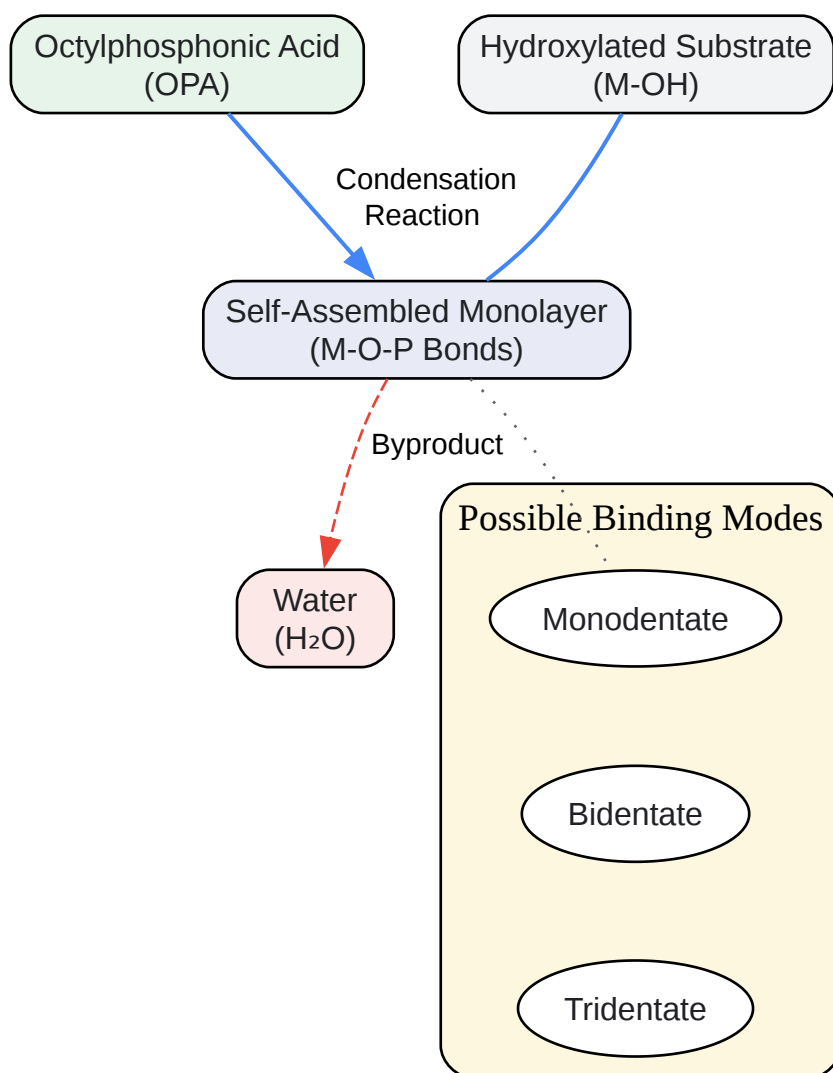 Octylphosphonic Acid
(OPA)
Hydroxylated Substrate
(M-OH)
Condensation
Reaction
Self-Assembled Monolayer
(M-O-P Bonds)
Byproduct
Possible Binding Modes
Water
(H₂O)
Monodentate
Bidentate
Tridentate